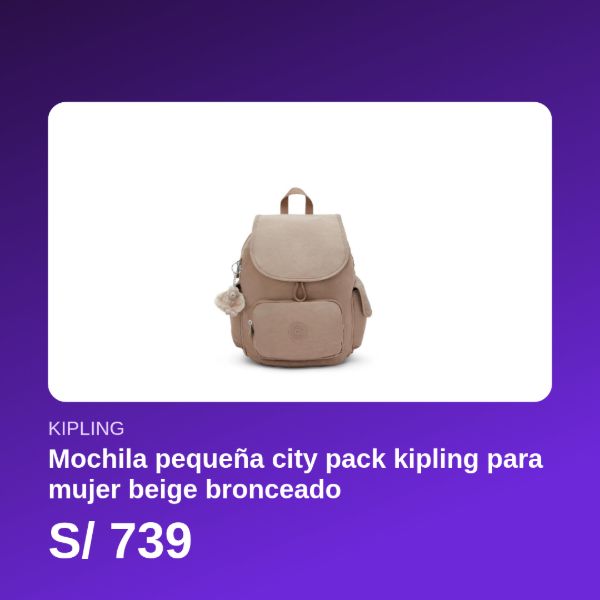 KIPLING
Mochila pequeña city pack kipling para
mujer beige bronceado
S/ 739